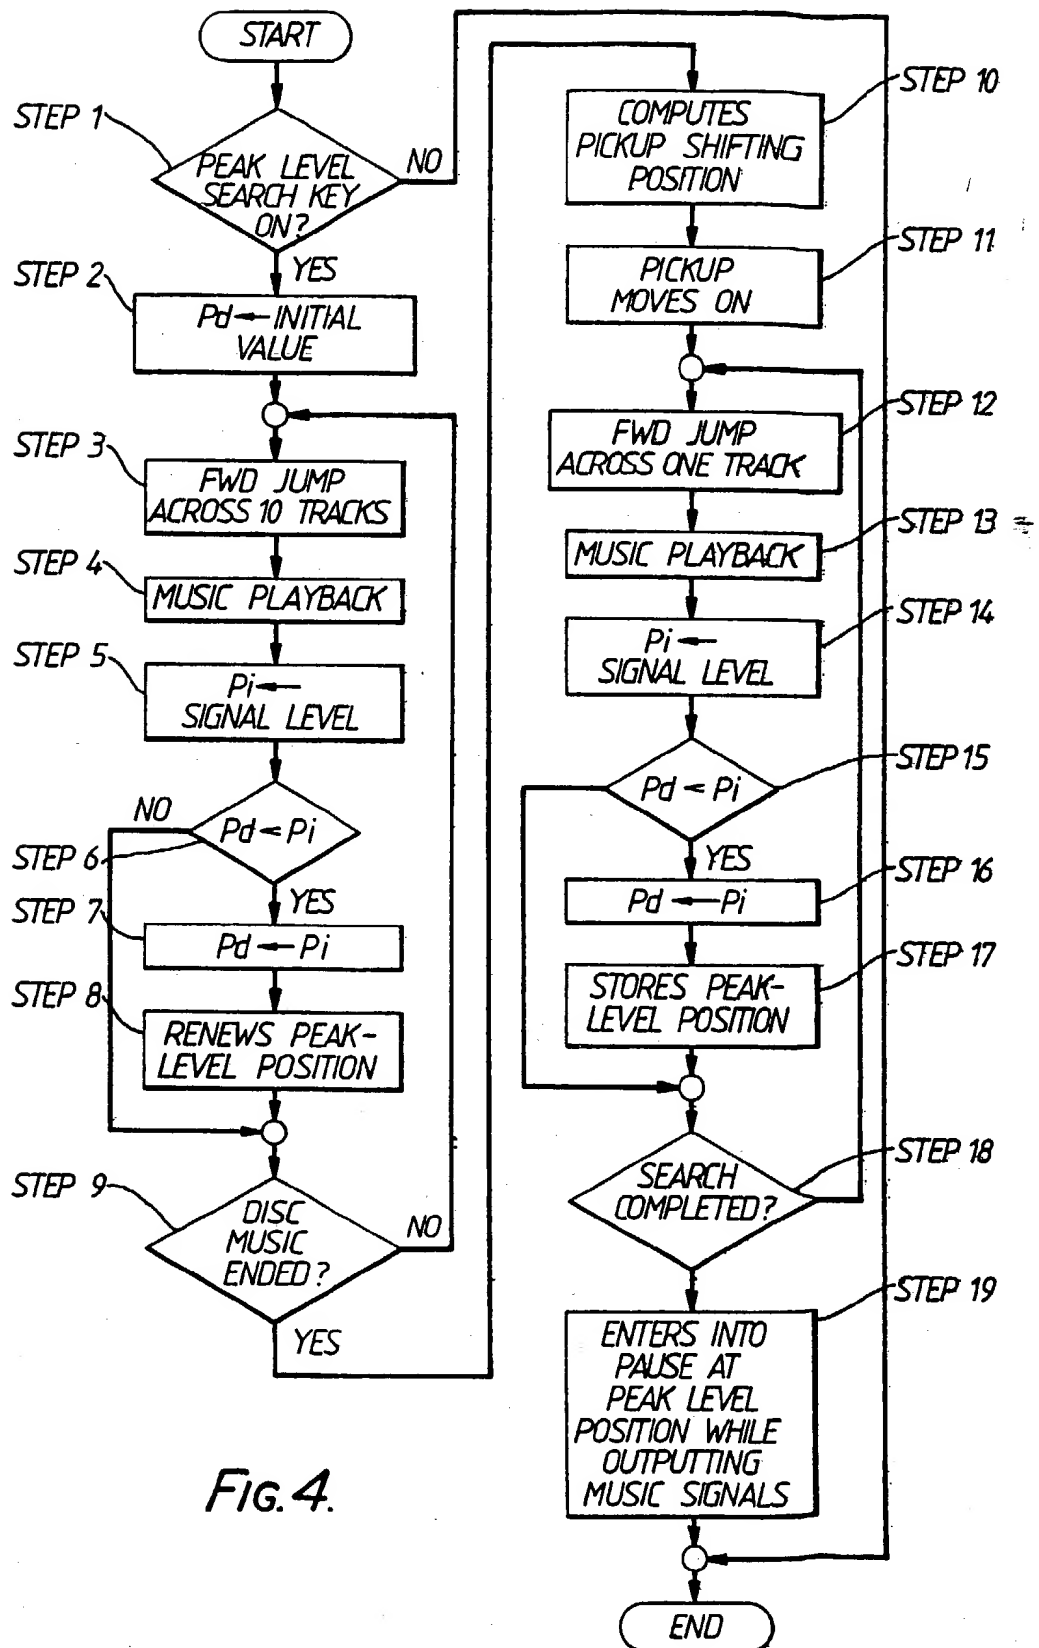 START
STEP 1
PEAK LEVEL
SEARCH KEY
ON?
NO
YES
STEP 2
Pd ← INITIAL
VALUE
STEP 3
FWD JUMP
ACROSS 10 TRACKS
STEP 4
MUSIC PLAYBACK
STEP 5
Pi ←
SIGNAL LEVEL
NO
Pd < Pi
STEP 6
YES
STEP 7
Pd ← Pi
STEP 8
RENEWS PEAK-
LEVEL POSITION
STEP 9
DISC
MUSIC
ENDED?
NO
YES
STEP 10
COMPUTES
PICKUP SHIFTING
POSITION
STEP 11
PICKUP
MOVES ON
STEP 12
FWD JUMP
ACROSS ONE TRACK
STEP 13
MUSIC PLAYBACK
STEP 14
Pi ←
SIGNAL LEVEL
STEP 15
Pd < Pi
YES
STEP 16
Pd ← Pi
STEP 17
STORES PEAK-
LEVEL POSITION
STEP 18
SEARCH
COMPLETED?
STEP 19
ENTERS INTO
PAUSE AT
PEAK LEVEL
POSITION WHILE
OUTPUTTING
MUSIC SIGNALS
END
FIG. 4.